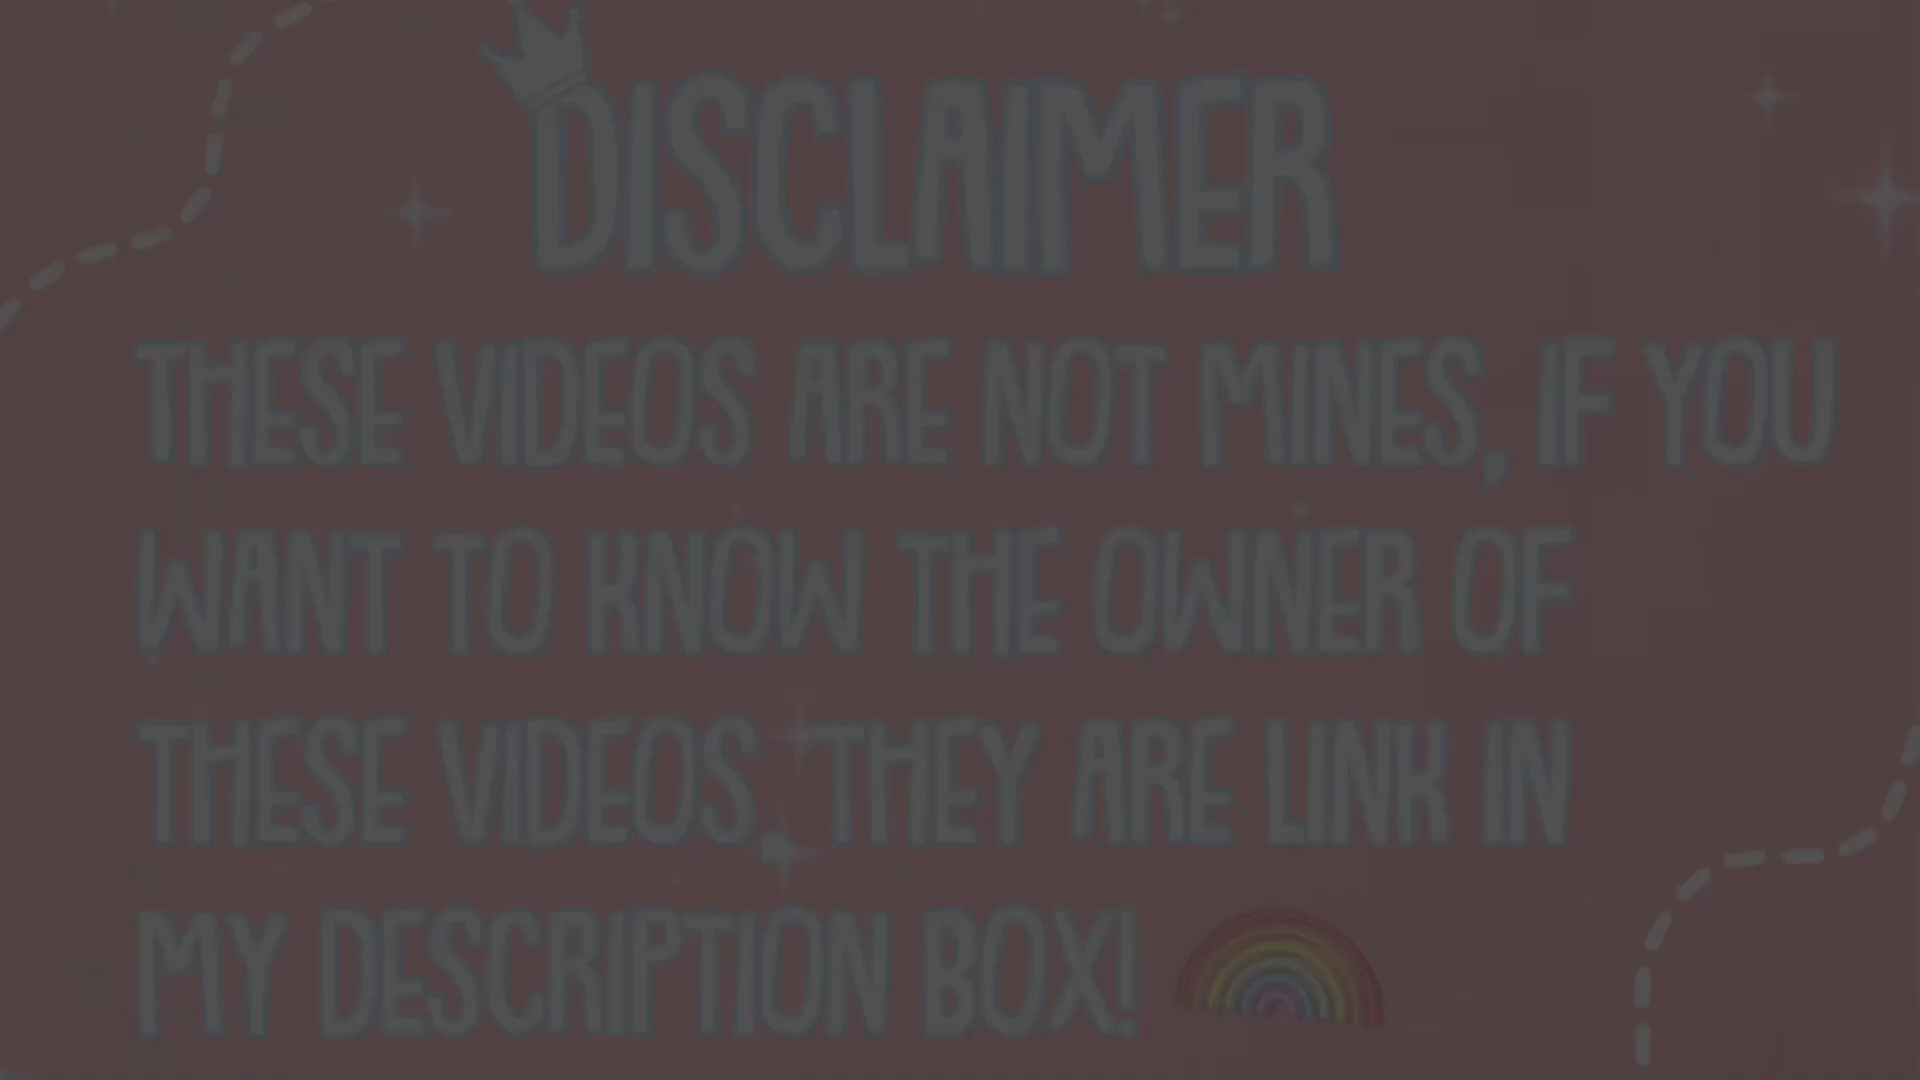 DISCLAIMER
THESE VIDEOS ARE NOT MINES, IF YOU
WANT TO KNOW THE OWNER OF
THESE VIDEOS, THEY ARE LINK IN
MY DESCRIPTION BOX!